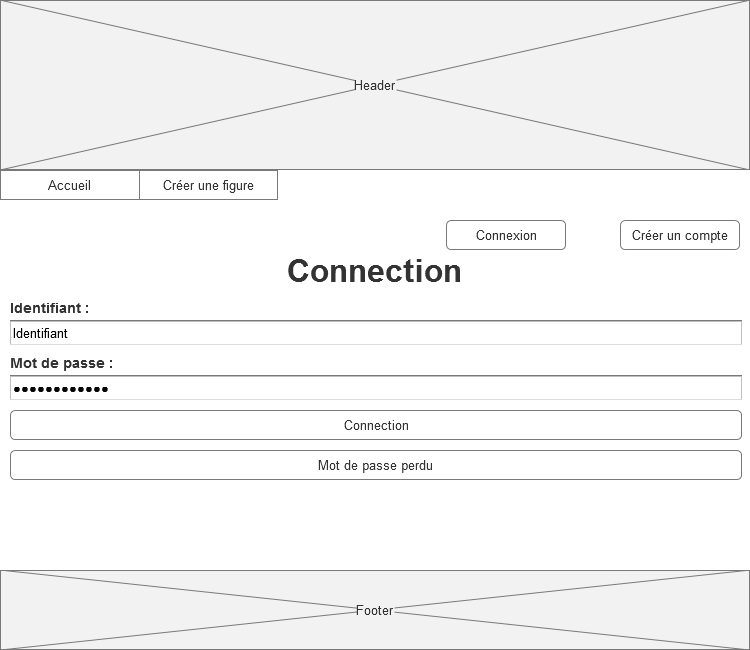 Header
Accueil
Créer une figure
Connexion
Créer un compte
Connection
Identifiant :
Identifiant
Mot de passe :
●●●●●●●●●●●●
Connection
Mot de passe perdu
Footer